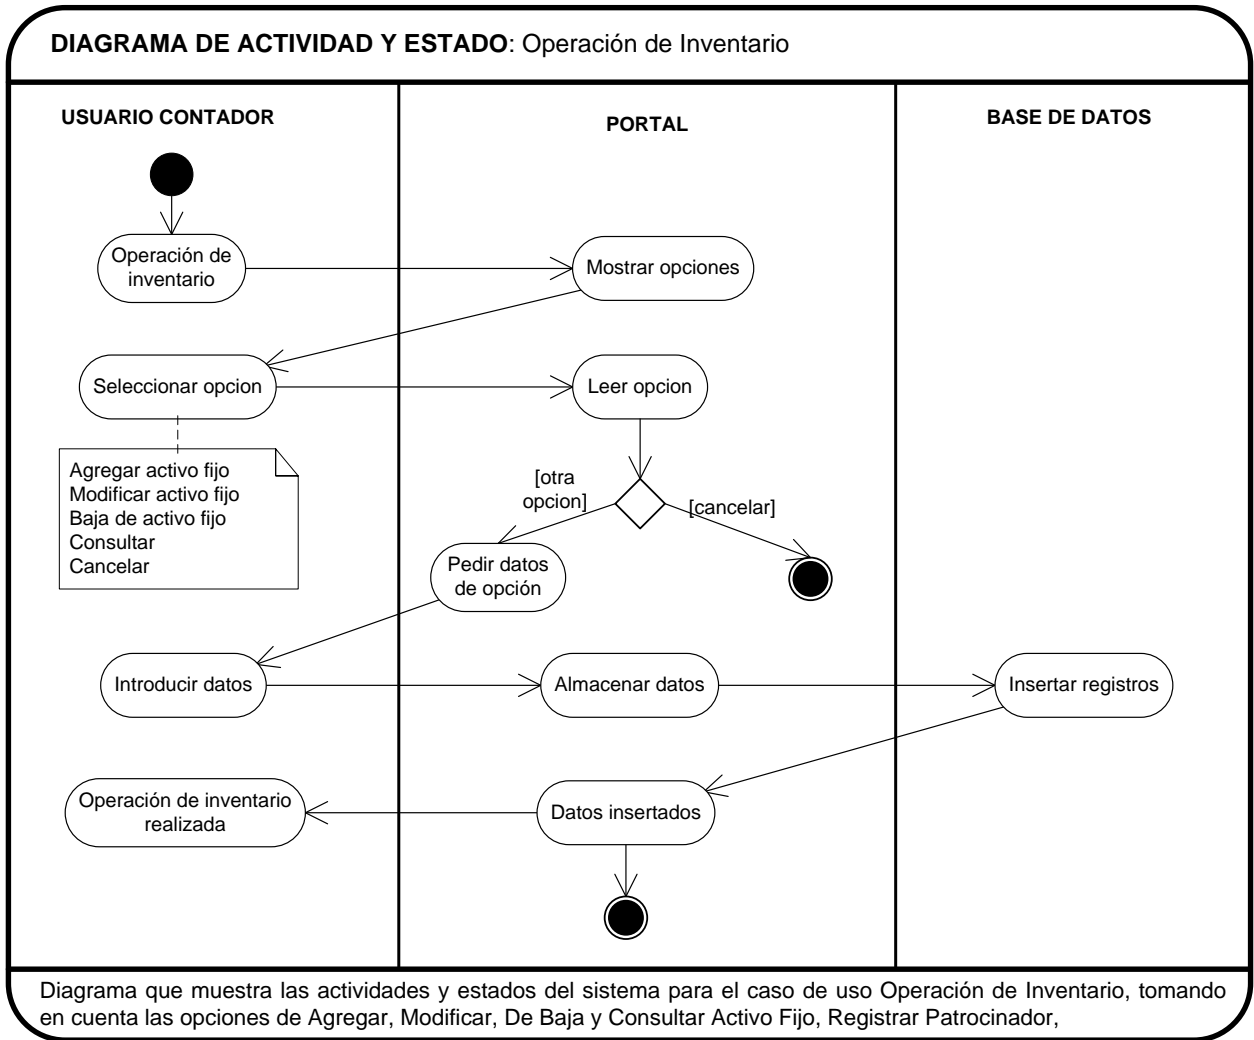 DIAGRAMA DE ACTIVIDAD Y ESTADO: Operación de Inventario
USUARIO CONTADOR
PORTAL
BASE DE DATOS
Operación de
inventario
Mostrar opciones
Seleccionar opcion
Leer opcion
Agregar activo fijo
Modificar activo fijo
Baja de activo fijo
Consultar
Cancelar
[otra
opcion]
[cancelar]
Pedir datos
de opción
Introducir datos
Almacenar datos
Insertar registros
Operación de inventario
realizada
Datos insertados
Diagrama que muestra las actividades y estados del sistema para el caso de uso Operación de Inventario, tomando
en cuenta las opciones de Agregar, Modificar, De Baja y Consultar Activo Fijo, Registrar Patrocinador,